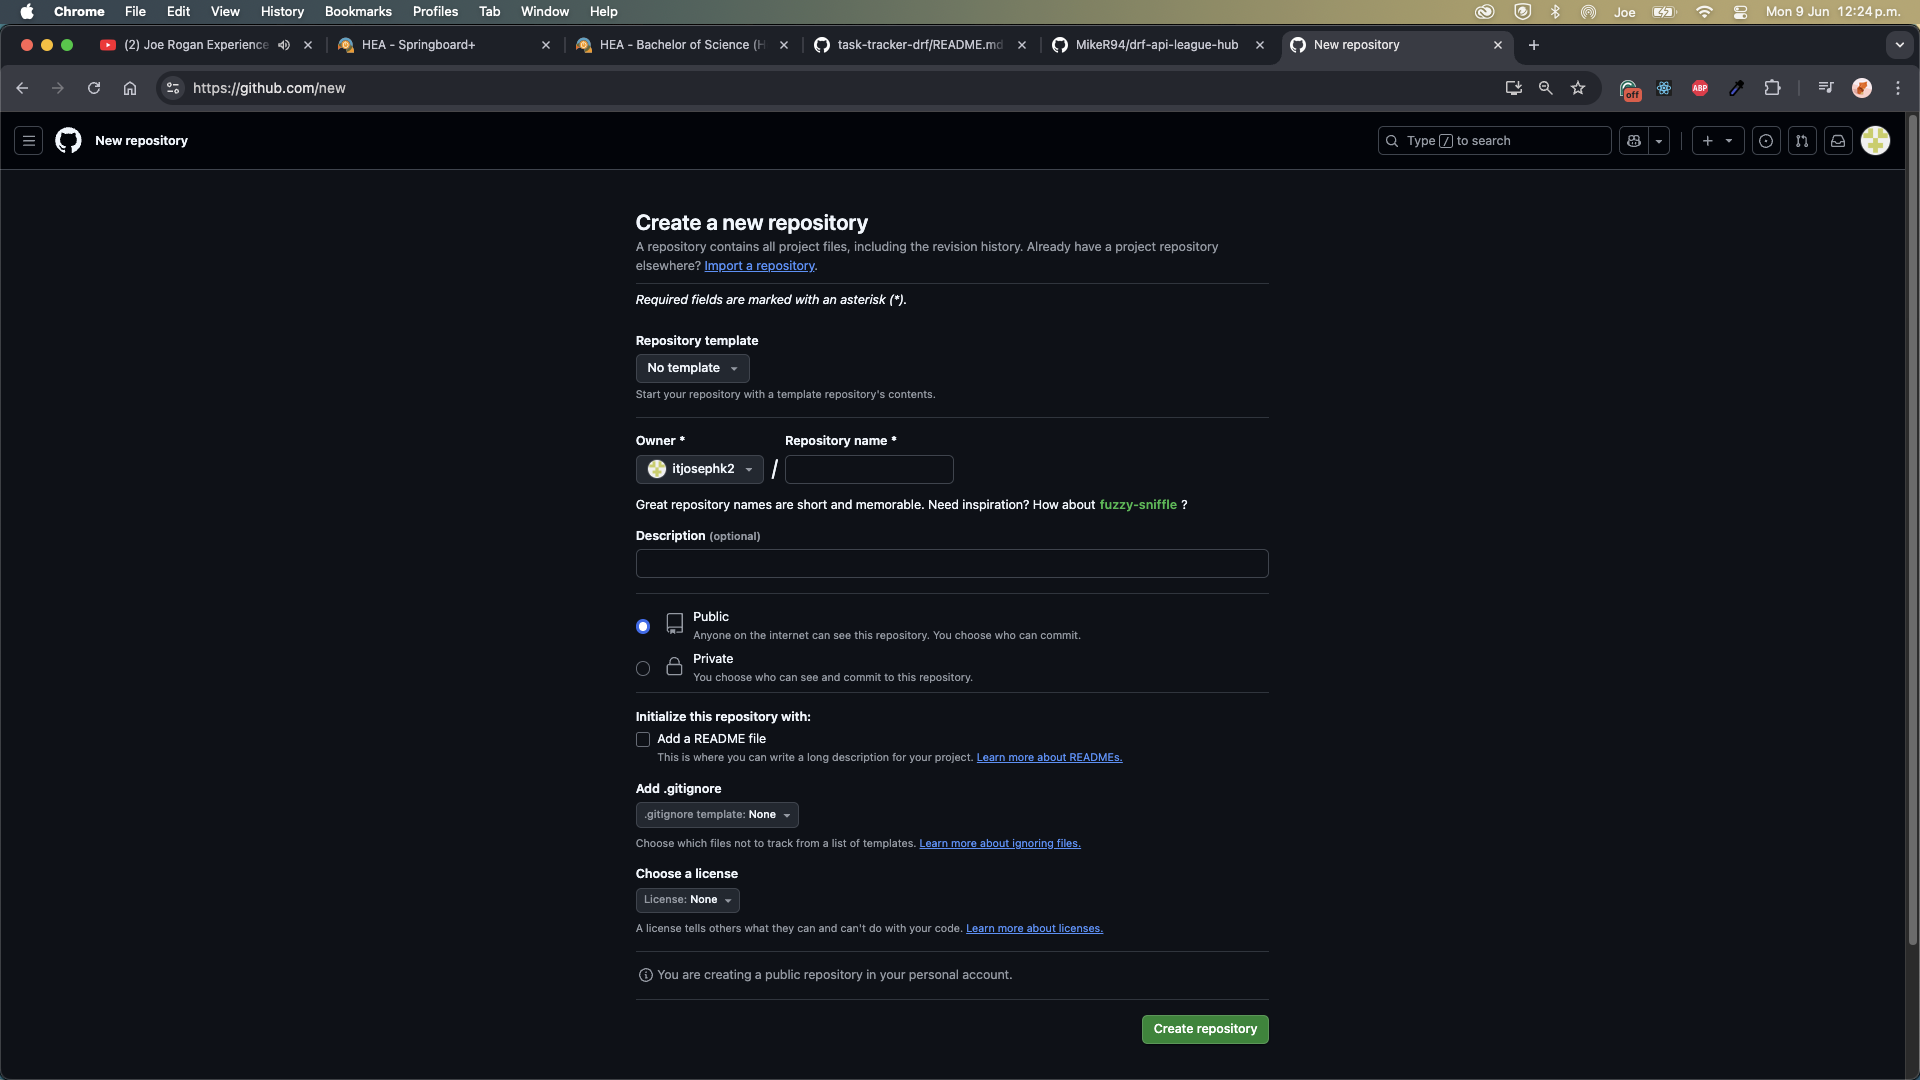 Chrome File Edit View History Bookmarks Profiles Tab Window Help Joe Mon 9 Jun 12:24 p.m.
(2) Joe Rogan Experience HEA - Springboard+ HEA - Bachelor of Science (H task-tracker-drf/README.md MikeR94/drf-api-league-hub New repository
https://github.com/new off ABP
New repository Type / to search
Create a new repository
A repository contains all project files, including the revision history. Already have a project repository
elsewhere? Import a repository.
Required fields are marked with an asterisk (*).
Repository template
No template
Start your repository with a template repository's contents.
Owner * Repository name *
itjosephk2 /
Great repository names are short and memorable. Need inspiration? How about fuzzy-sniffle ?
Description (optional)
Public
Anyone on the internet can see this repository. You choose who can commit.
Private
You choose who can see and commit to this repository.
Initialize this repository with:
Add a README file
This is where you can write a long description for your project. Learn more about READMEs.
Add .gitignore
.gitignore template: None
Choose which files not to track from a list of templates. Learn more about ignoring files.
Choose a license
License: None
A license tells others what they can and can't do with your code. Learn more about licenses.
You are creating a public repository in your personal account.
Create repository